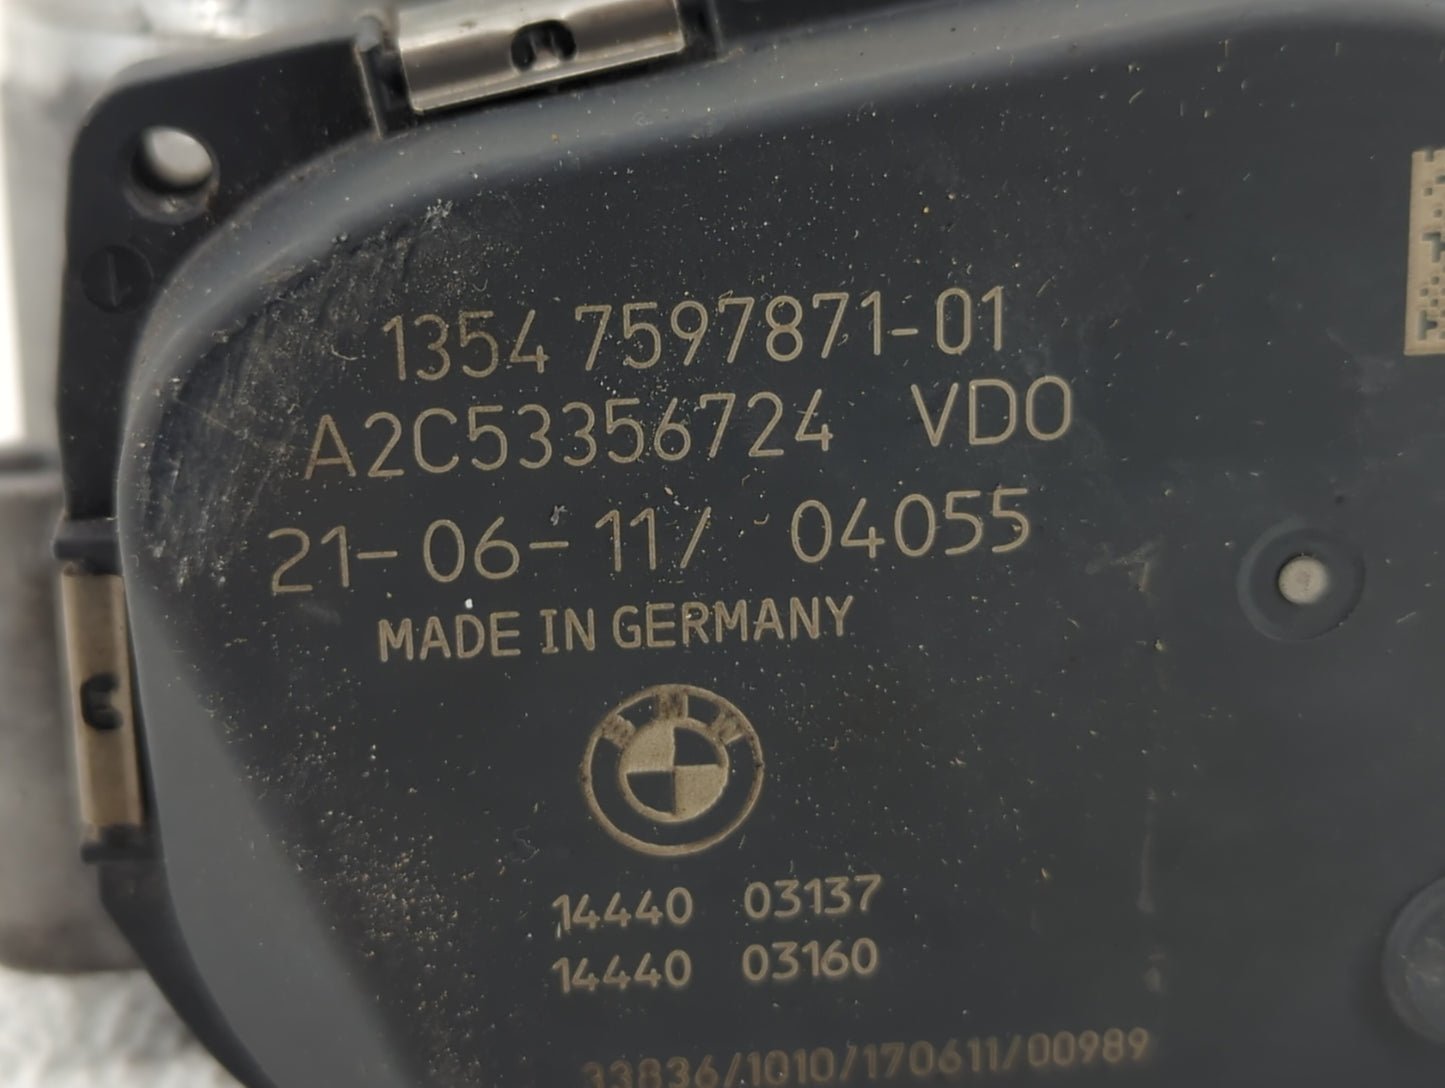 1354 7597871-01
A2C53356724 VDO
21-06-11/ 04055
MADE IN GERMANY
BMW
14440 03137
14440 03160
33836/1010/170611/00989